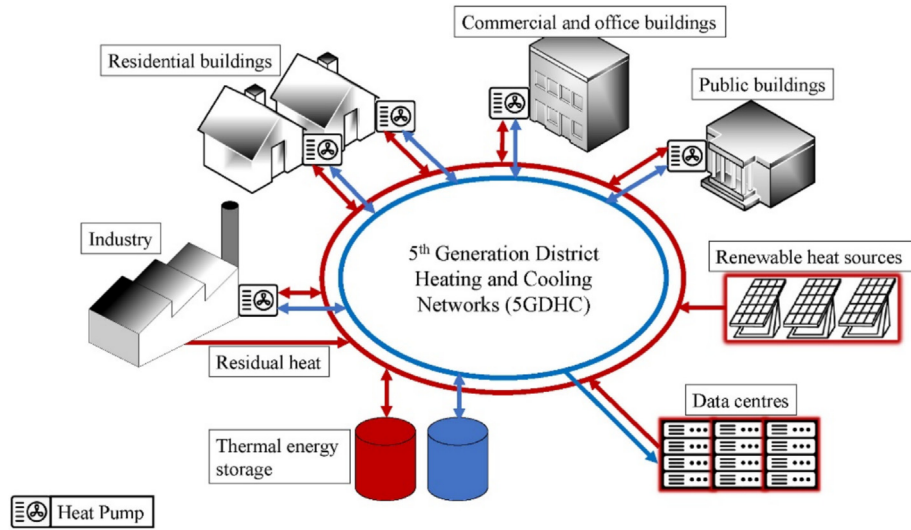 Commercial and office buildings
Residential buildings
Public buildings
Industry
5th Generation District
Heating and Cooling
Networks (5GDHC)
Renewable heat sources
Residual heat
Data centres
Thermal energy
storage
Heat Pump